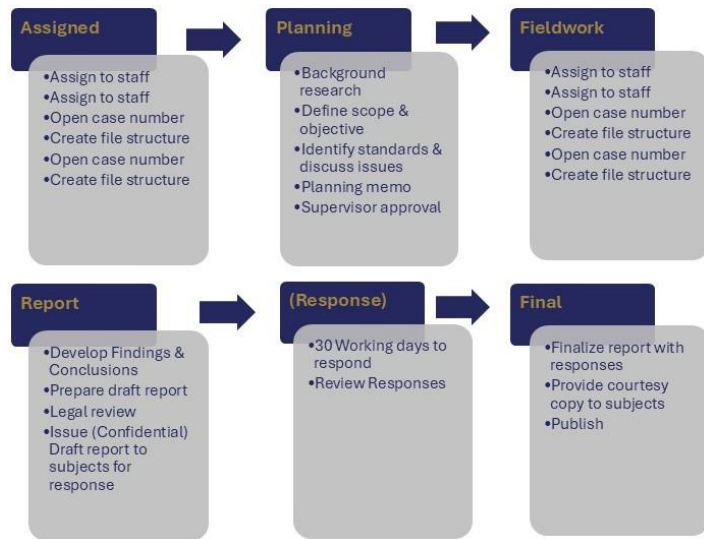 Assigned
•Assign to staff
•Assign to staff
•Open case number
•Create file structure
•Open case number
•Create file structure
Planning
•Background
research
•Define scope &
objective
•Identify standards &
discuss issues
•Planning memo
•Supervisor approval
Fieldwork
•Assign to staff
•Assign to staff
•Open case number
•Create file structure
•Open case number
•Create file structure
Report
•Develop Findings &
Conclusions
•Prepare draft report
•Legal review
•Issue (Confidential)
Draft report to
subjects for
response
(Response)
•30 Working days to
respond
•Review Responses
Final
•Finalize report with
responses
•Provide courtesy
copy to subjects
•Publish